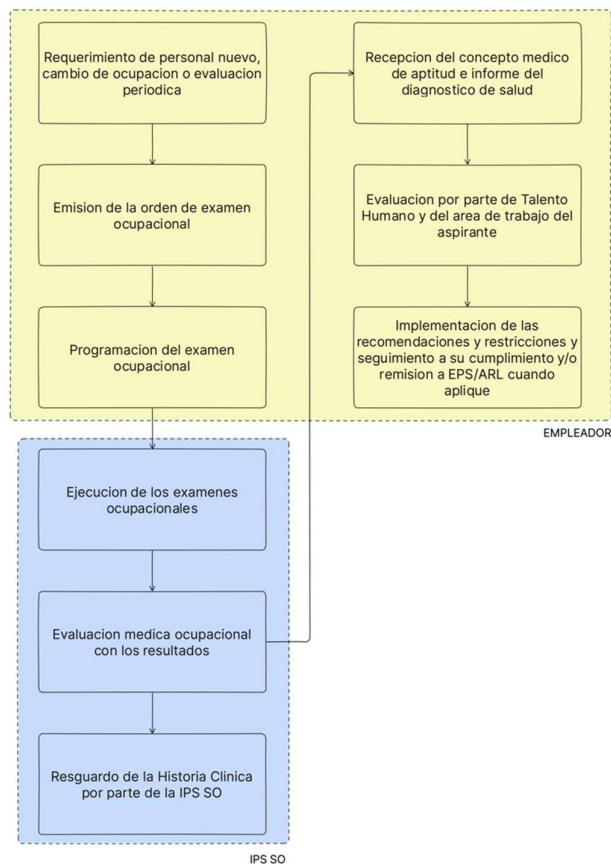 Requerimiento de personal nuevo,
cambio de ocupacion o evaluacion
periodica
Emision de la orden de examen
ocupacional
Programacion del examen
ocupacional
Recepcion del concepto medico
de aptitud e informe del
diagnostico de salud
Evaluacion por parte de Talento
Humano y del area de trabajo del
aspirante
Implementacion de las
recomendaciones y restricciones y
seguimiento a su cumplimiento y/o
remision a EPS/ARL cuando
aplique
EMPLEADOR
Ejecucion de los examenes
ocupacionales
Evaluacion medica ocupacional
con los resultados
Resguardo de la Historia Clinica
por parte de la IPS SO
IPS SO